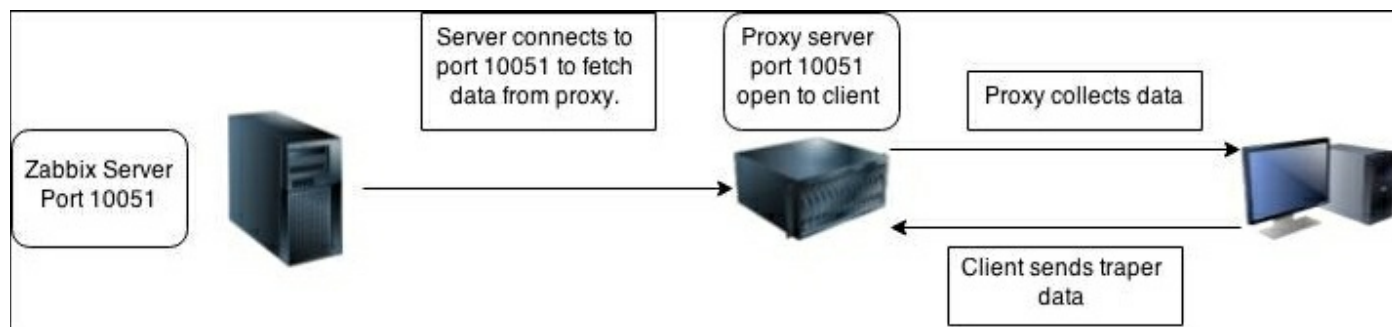 Zabbix Server
Port 10051
Server connects to
port 10051 to fetch
data from proxy.
Proxy server
port 10051
open to client
Proxy collects data
Client sends traper
data